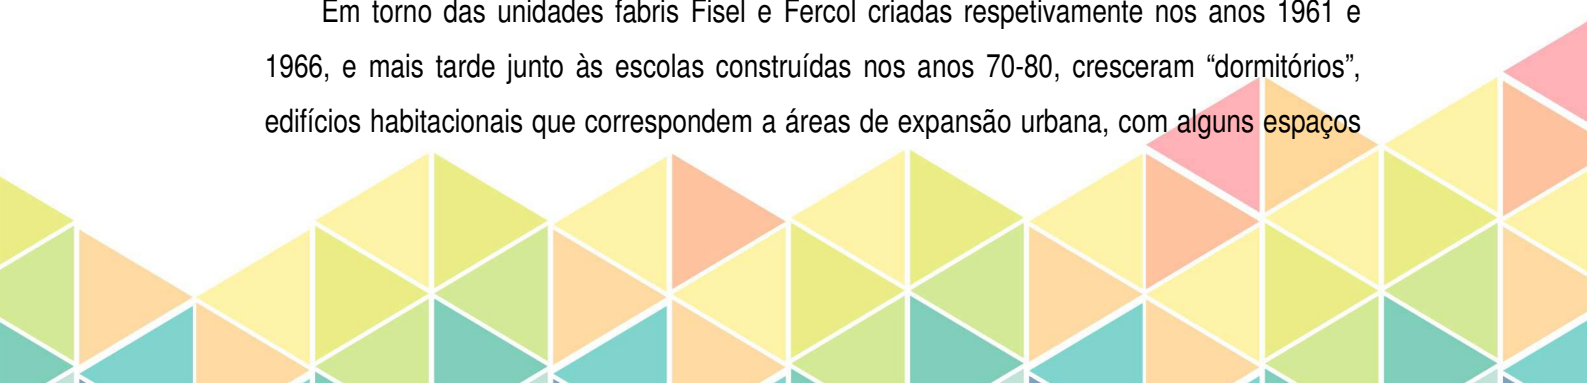 Em torno das unidades fabris Fisel e Fercol criadas respetivamente nos anos 1961 e
1966, e mais tarde junto às escolas construídas nos anos 70-80, cresceram “dormitórios”,
edifícios habitacionais que correspondem a áreas de expansão urbana, com alguns espaços